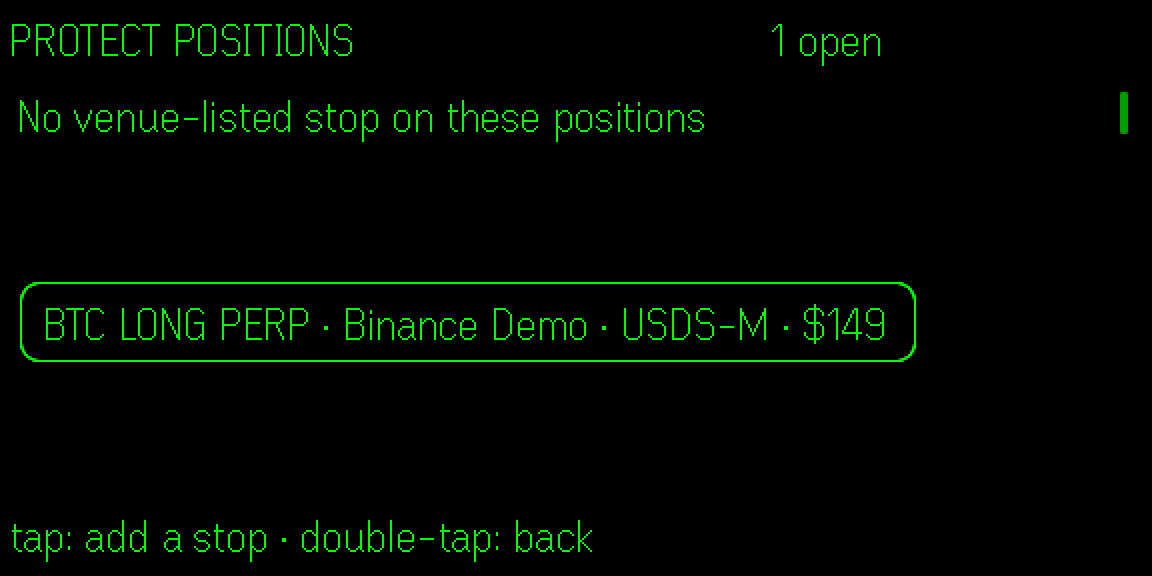 PROTECT POSITIONS 1 open
No venue-listed stop on these positions
BTC LONG PERP · Binance Demo · USDS-M · $149
tap: add a stop · double-tap: back